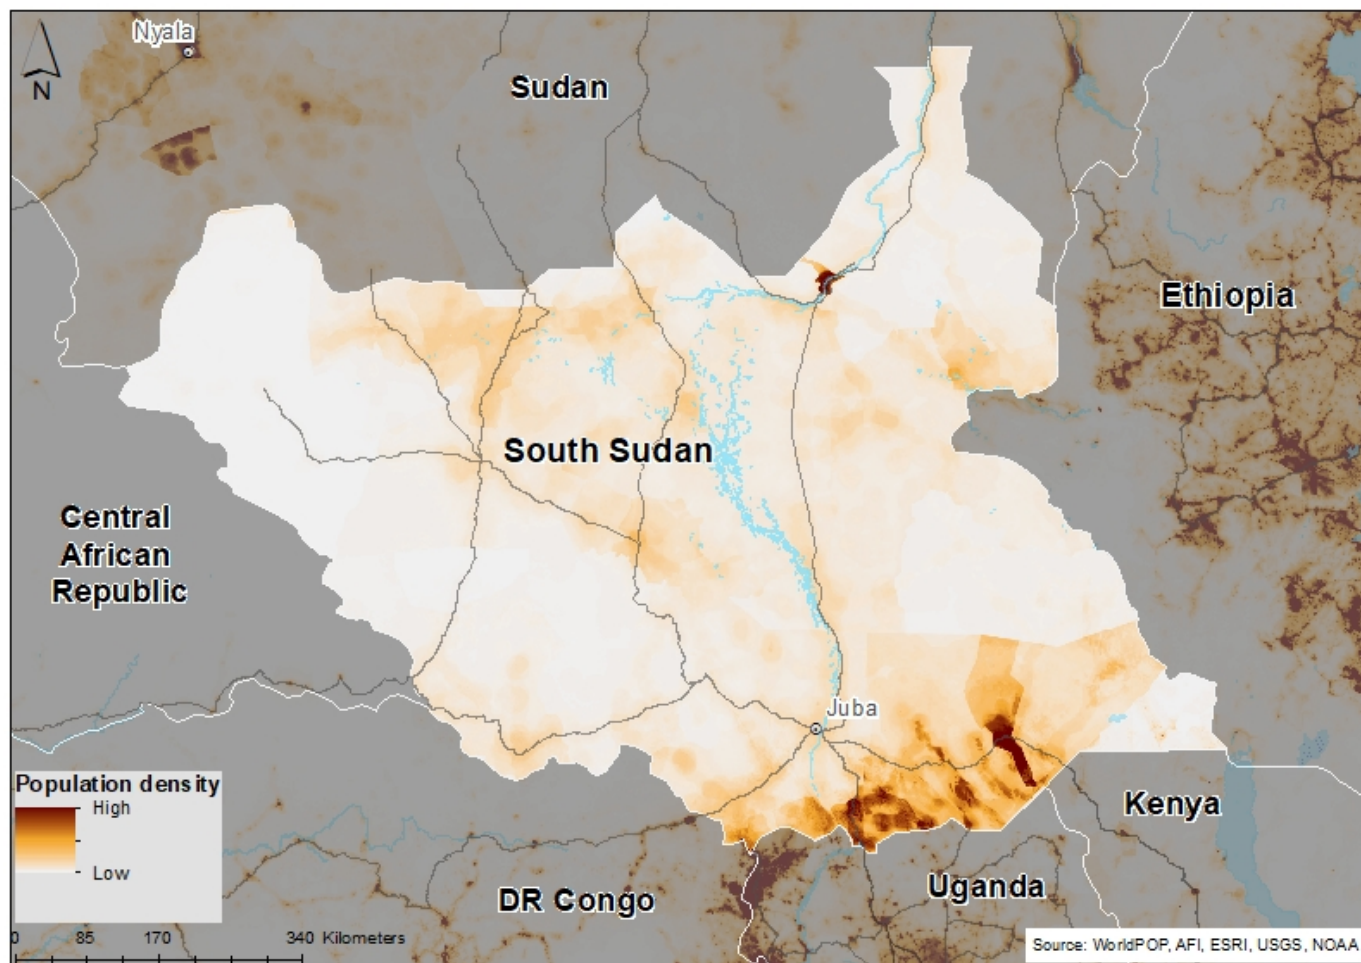 Nyala
N
Sudan
Ethiopia
South Sudan
Central
African
Republic
Juba
Population density
High
Low
Kenya
DR Congo
Uganda
0 85 170 340 Kilometers
Source: WorldPOP, AFI, ESRI, USGS, NOAA